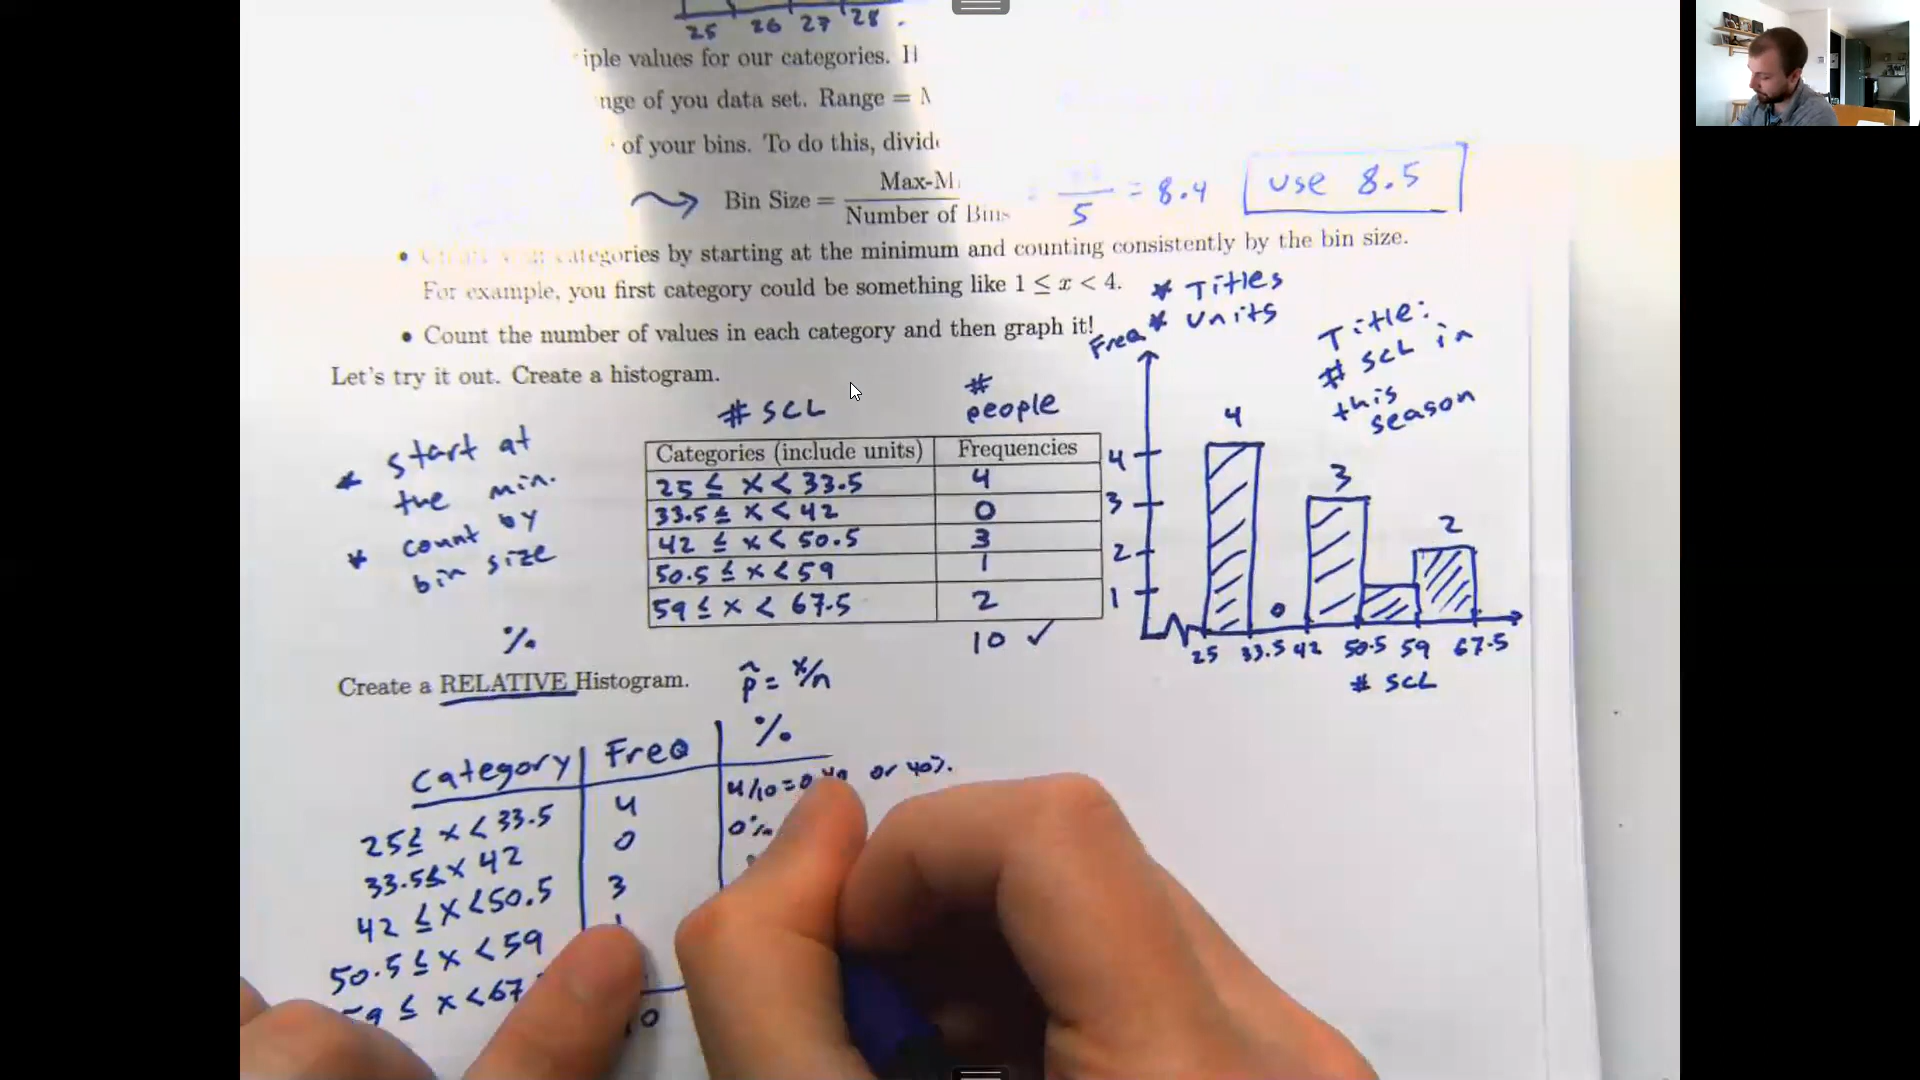 25 26 27 28
iple values for our categories.
nge of you data set. Range =
of your bins. To do this, divid
Bin Size = Max-M
Number of Bins
5 = 8.4 use 8.5
categories by starting at the minimum and counting consistently by the bin size.
For example, you first category could be something like 1 ≤ x < 4.
* Titles
* Units
• Count the number of values in each category and then graph it!
Let's try it out. Create a histogram.
* start at
the min.
* count by
bin size
# SCL
# people
Categories (include units) Frequencies
25 ≤ x < 33.5 4
33.5 ≤ x < 42 0
42 ≤ x < 50.5 3
50.5 ≤ x < 59 1
59 ≤ x < 67.5 2
10 ✓
Freq
Title:
# SCL in
this
season
4
3
2
1
4 0 3 2
25 33.5 42 50.5 59 67.5
# SCL
%
Create a RELATIVE Histogram.
p̂ = x/n
Category Freq %
25 ≤ x < 33.5 4 4/10 = 0.40 or 40%
33.5 ≤ x 42 0 0%
42 ≤ x < 50.5 3
50.5 ≤ x < 59
59 ≤ x < 67